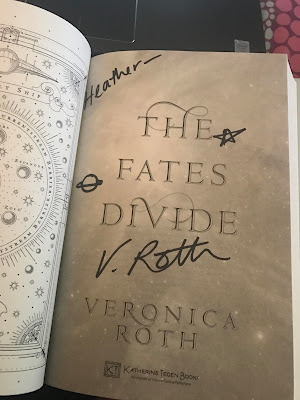 Heather—
THE
FATES
DIVIDE
V. Roth
VERONICA
ROTH
KT KATHERINE TEGEN BOOKS